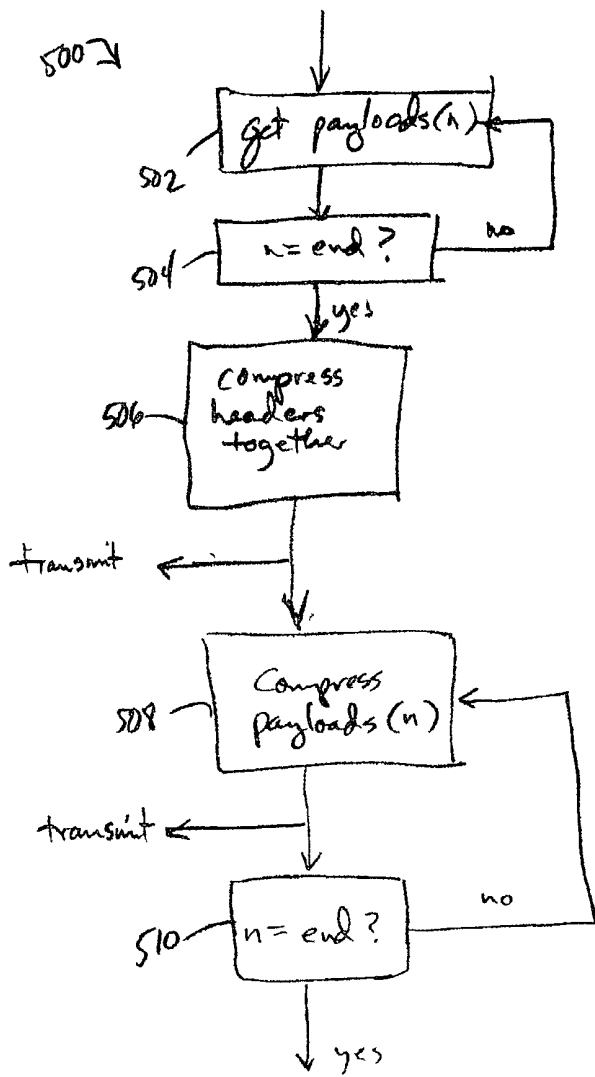 500
get payloads(n)
502
n = end ?
no
504
yes
Compress
headers
together
506
transmit
Compress
payloads (n)
508
transmit
n = end ?
no
510
yes